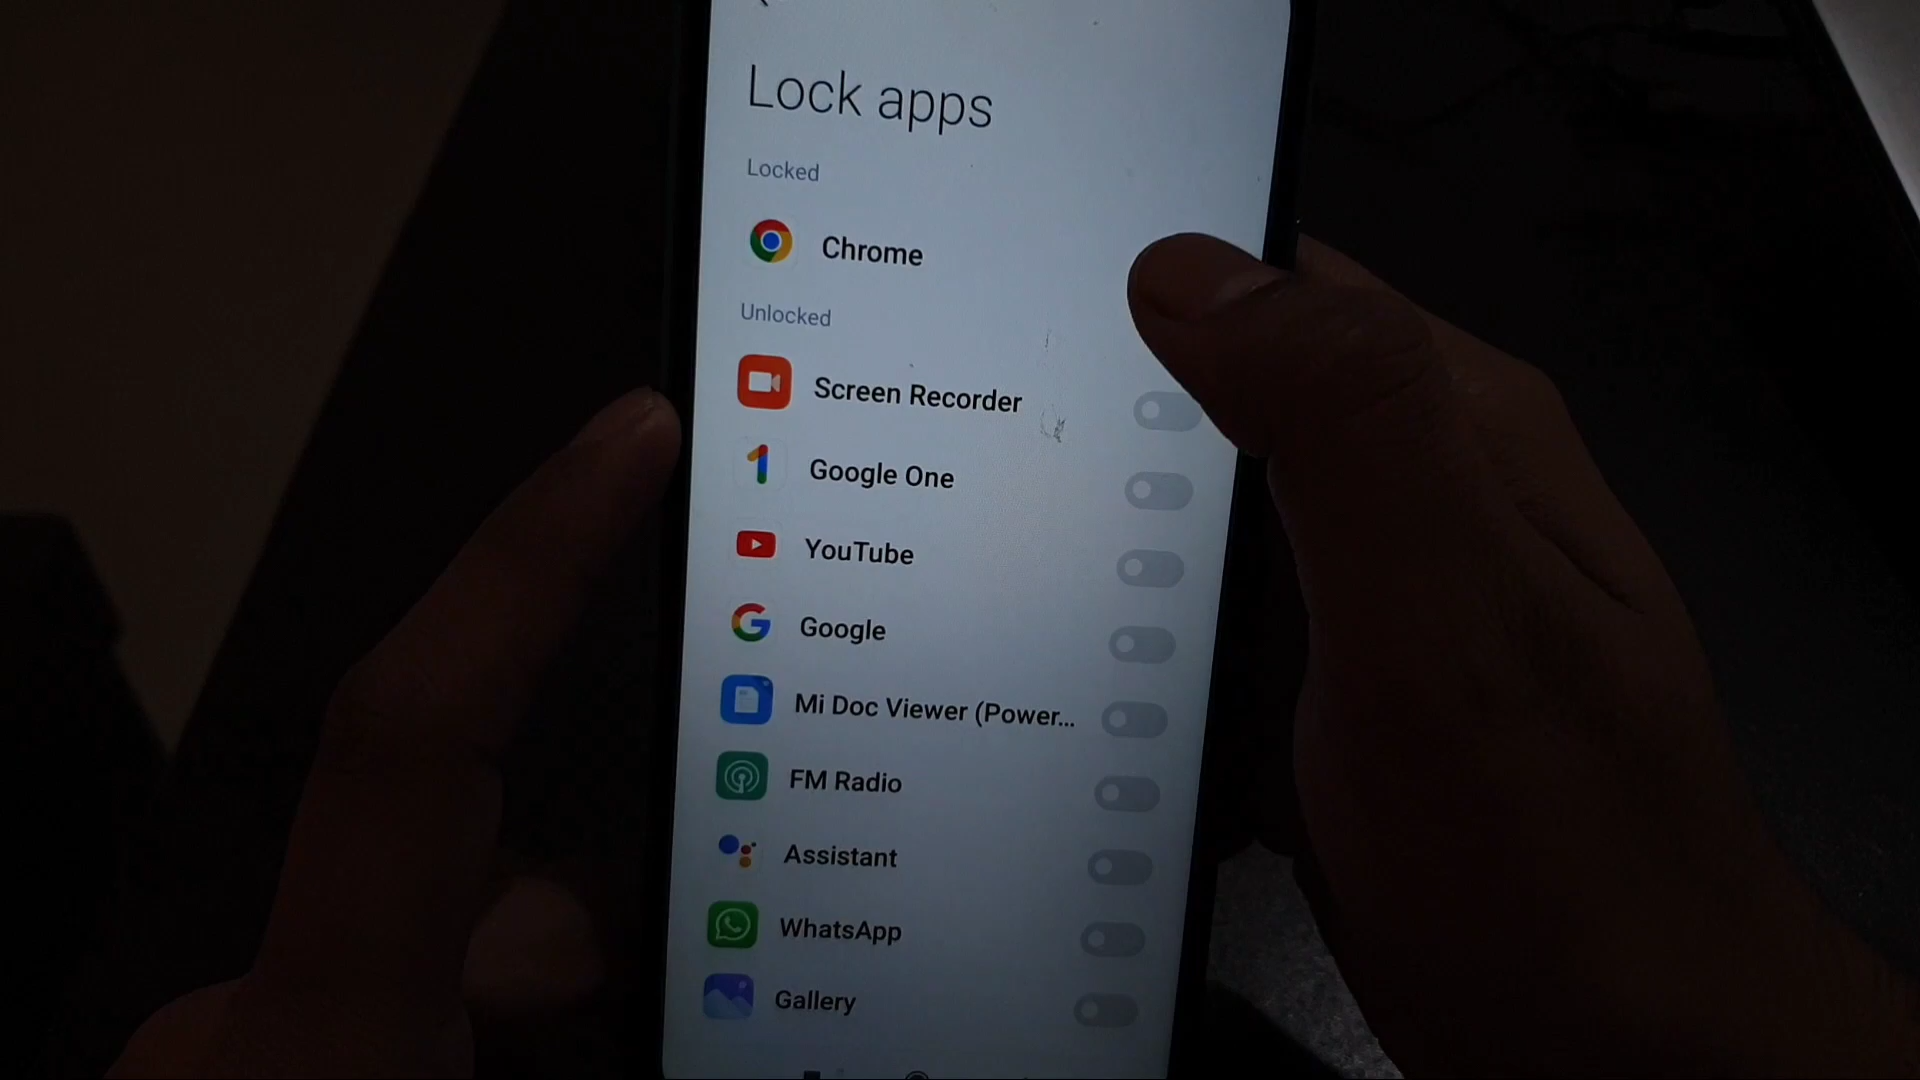 Lock apps
Locked
Chrome
Unlocked
Screen Recorder
Google One
YouTube
Google
Mi Doc Viewer (Power...
FM Radio
Assistant
WhatsApp
Gallery